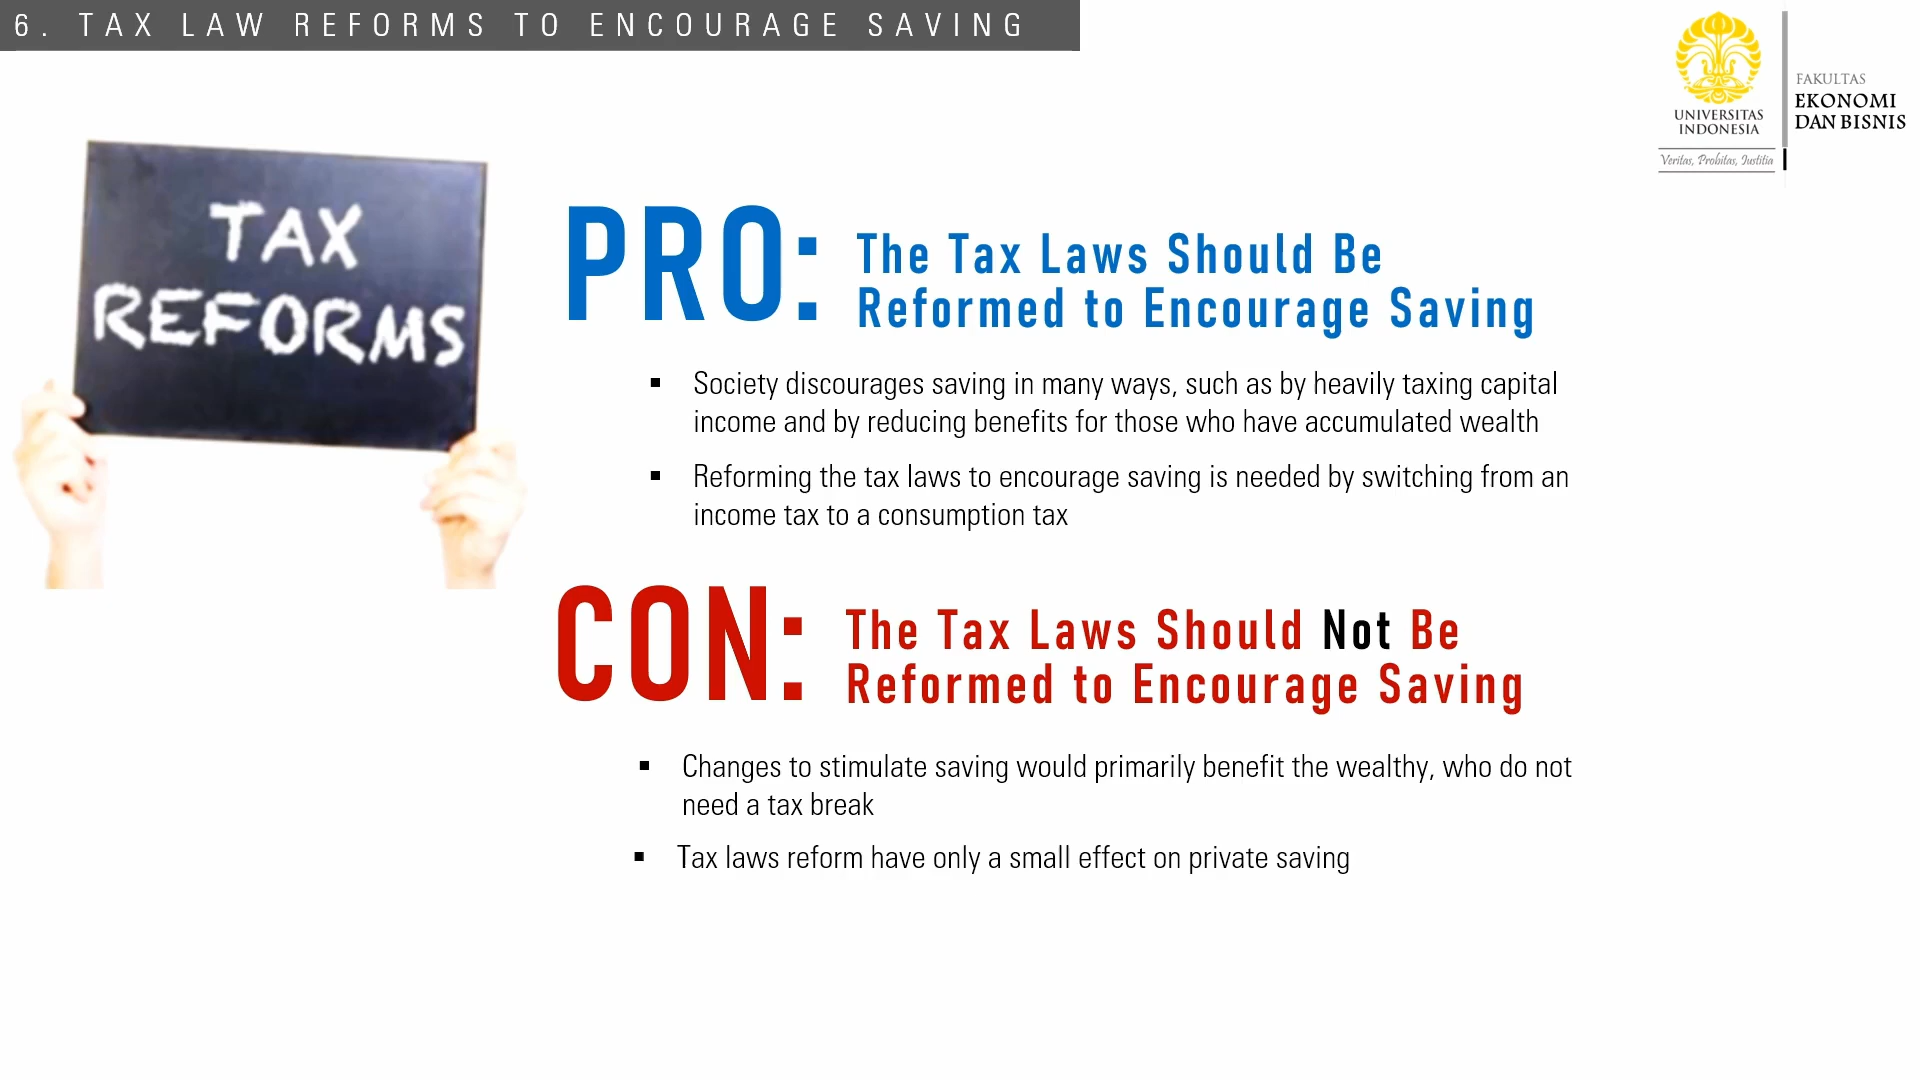 6. TAX LAW REFORMS TO ENCOURAGE SAVING
UNIVERSITAS
INDONESIA
Veritas, Probitas, Justitia
FAKULTAS
EKONOMI
DAN BISNIS
TAX
REFORMS
PRO: The Tax Laws Should Be
Reformed to Encourage Saving
▪ Society discourages saving in many ways, such as by heavily taxing capital
income and by reducing benefits for those who have accumulated wealth
▪ Reforming the tax laws to encourage saving is needed by switching from an
income tax to a consumption tax
CON: The Tax Laws Should Not Be
Reformed to Encourage Saving
▪ Changes to stimulate saving would primarily benefit the wealthy, who do not
need a tax break
▪ Tax laws reform have only a small effect on private saving